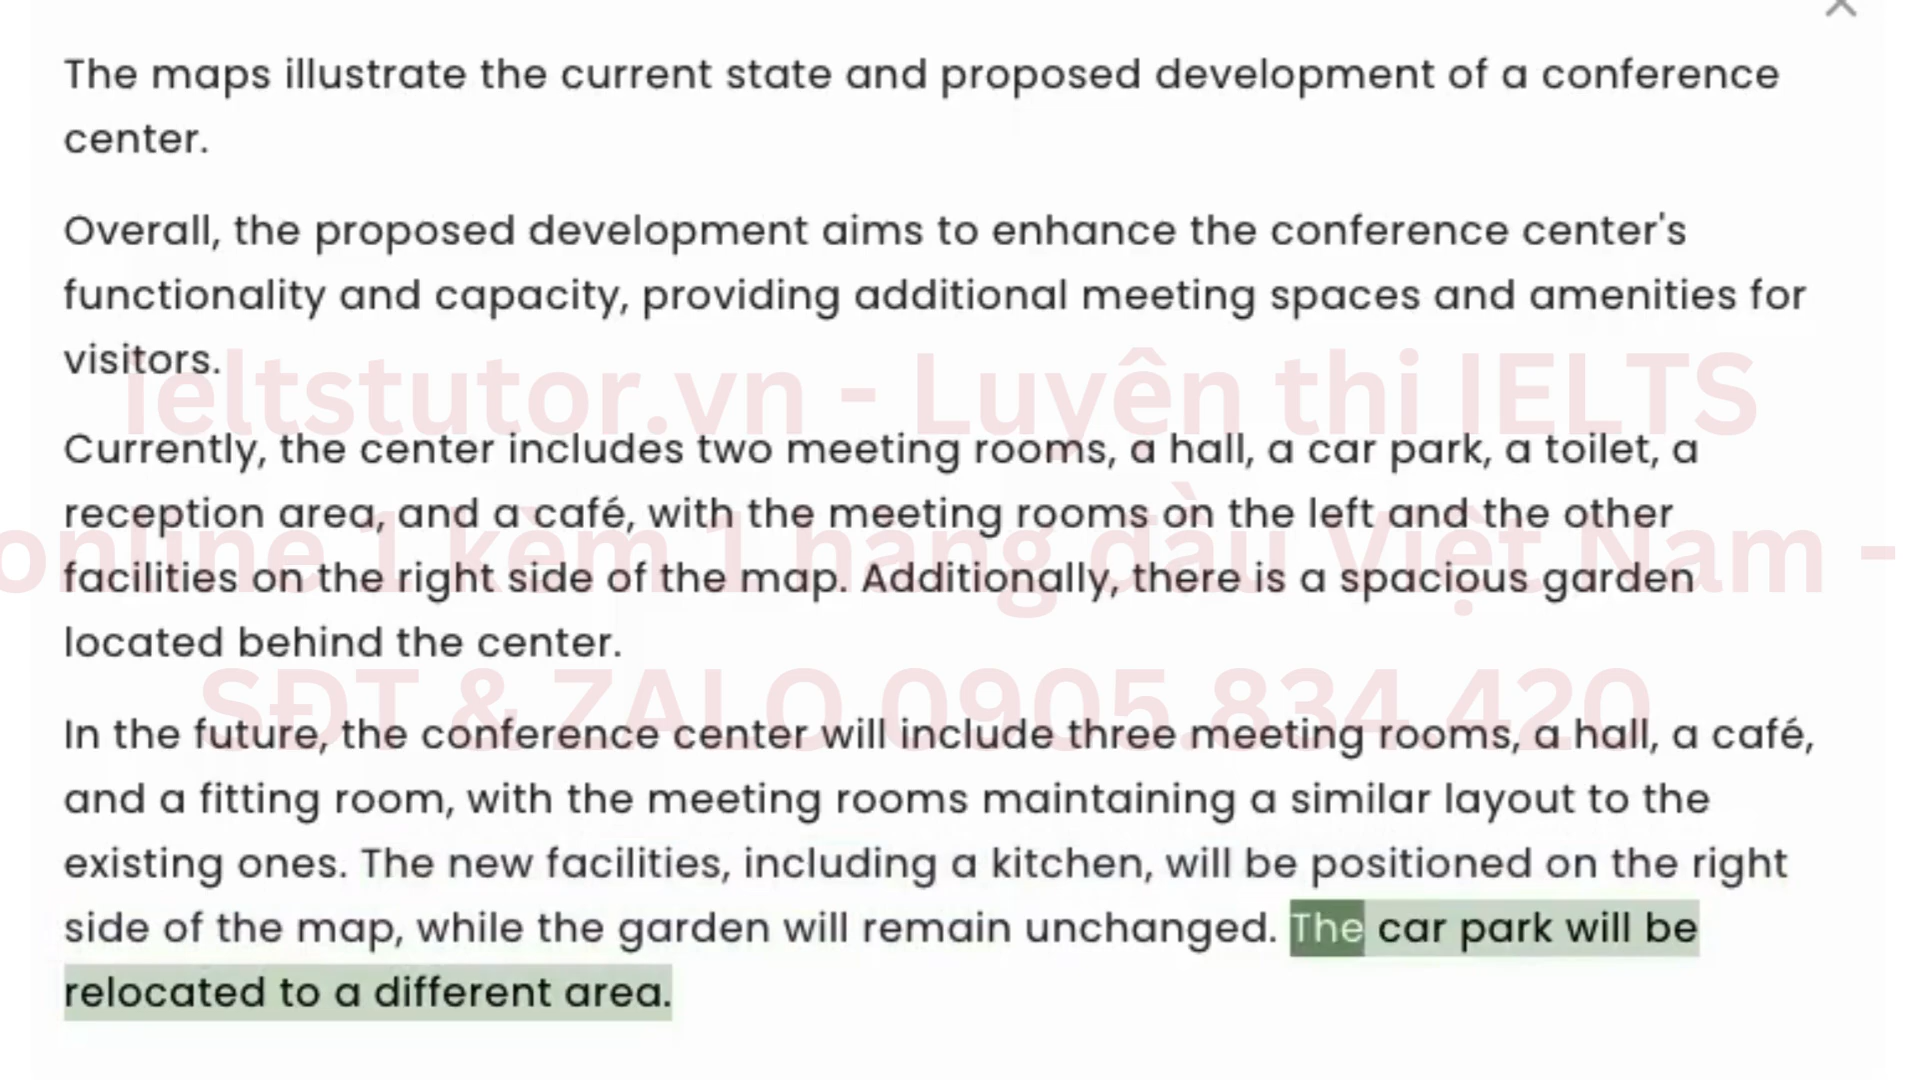 The maps illustrate the current state and proposed development of a conference
center.
Overall, the proposed development aims to enhance the conference center's
functionality and capacity, providing additional meeting spaces and amenities for
visitors.
ieltstutor.vn - Luyện thi IELTS
Currently, the center includes two meeting rooms, a hall, a car park, a toilet, a
reception area, and a café, with the meeting rooms on the left and the other
online 1 kèm 1 hàng đầu Việt Nam -
facilities on the right side of the map. Additionally, there is a spacious garden
located behind the center.
SĐT & ZALO 0905.834.420
In the future, the conference center will include three meeting rooms, a hall, a café,
and a fitting room, with the meeting rooms maintaining a similar layout to the
existing ones. The new facilities, including a kitchen, will be positioned on the right
side of the map, while the garden will remain unchanged. The car park will be
relocated to a different area.